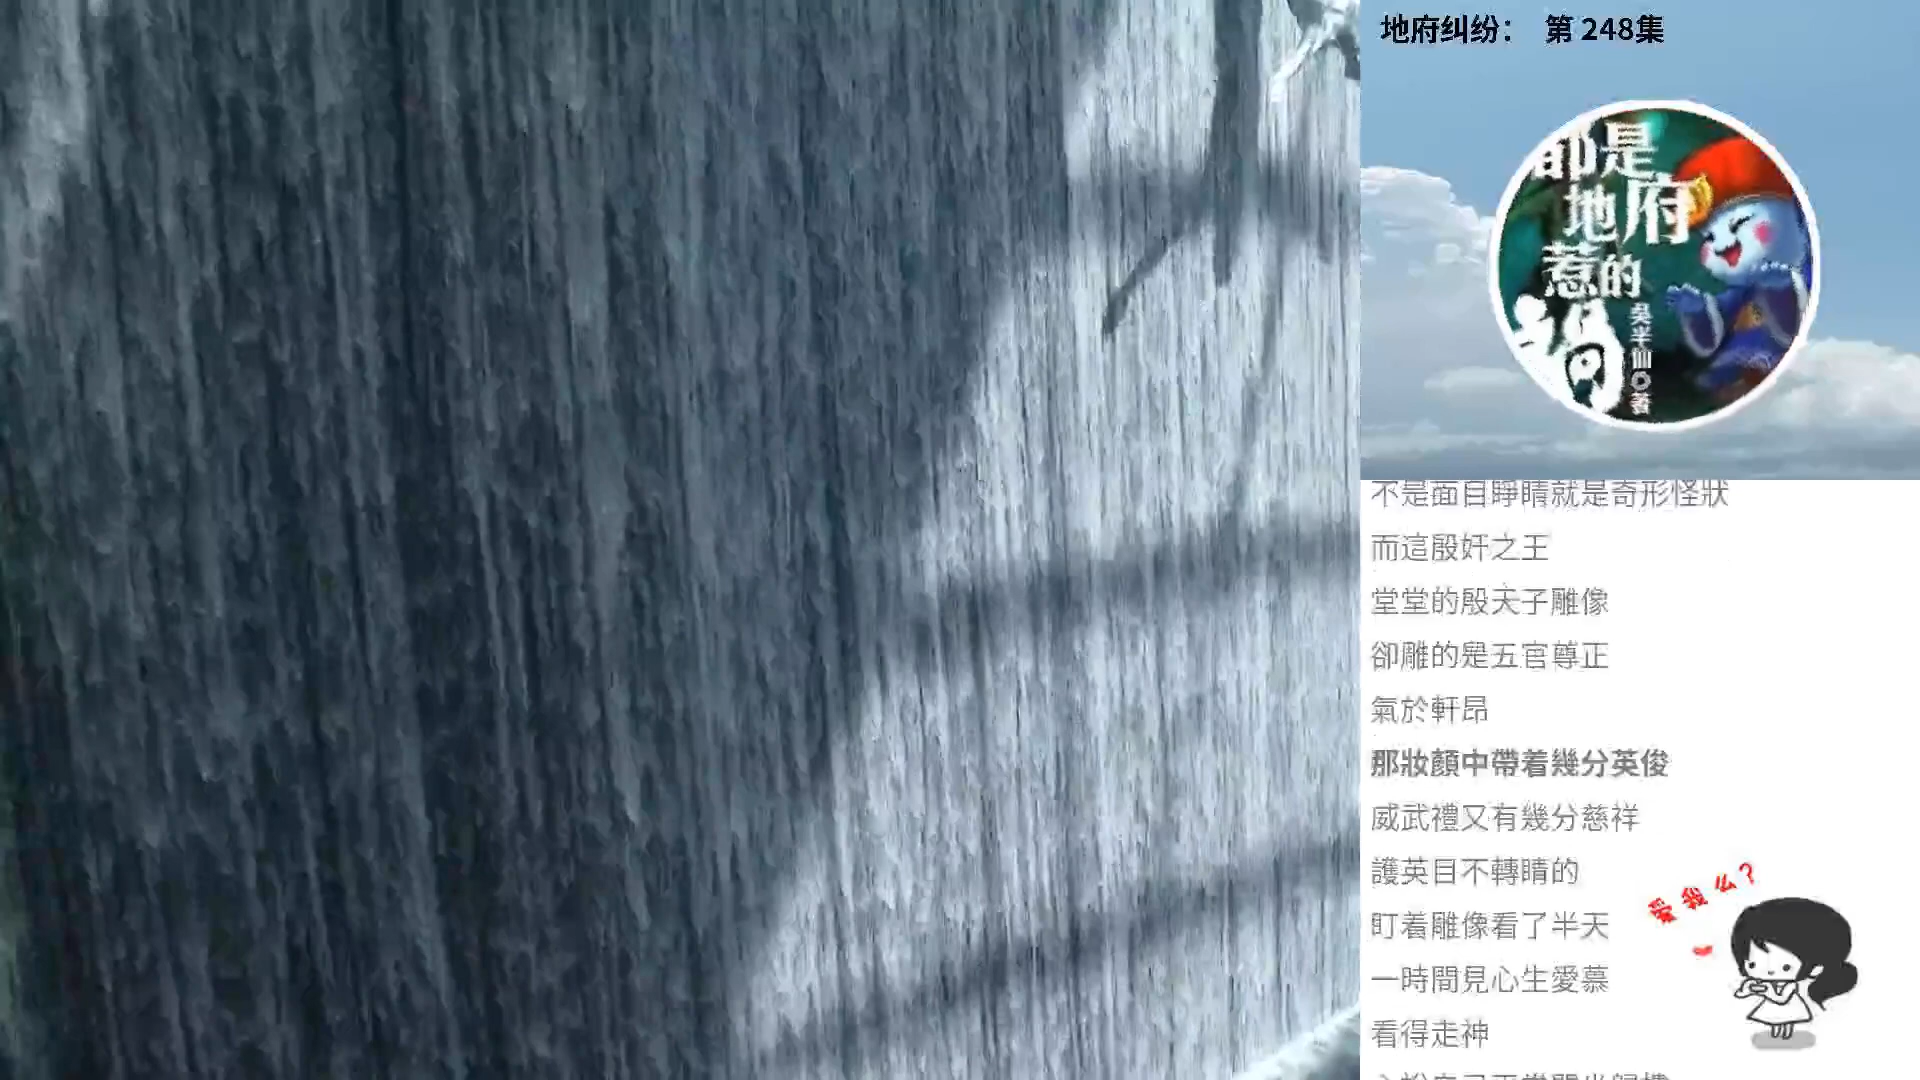 地府纠纷： 第 248集
都是
地府
惹的
禍
吳半仙◎著
不是面目睜睛就是奇形怪狀
而這殷奸之王
堂堂的殷天子雕像
卻雕的是五官尊正
氣於軒昂
那妝顏中帶着幾分英俊
威武禮又有幾分慈祥
護英目不轉睛的
盯着雕像看了半天
一時間見心生愛慕
看得走神
爱我么？